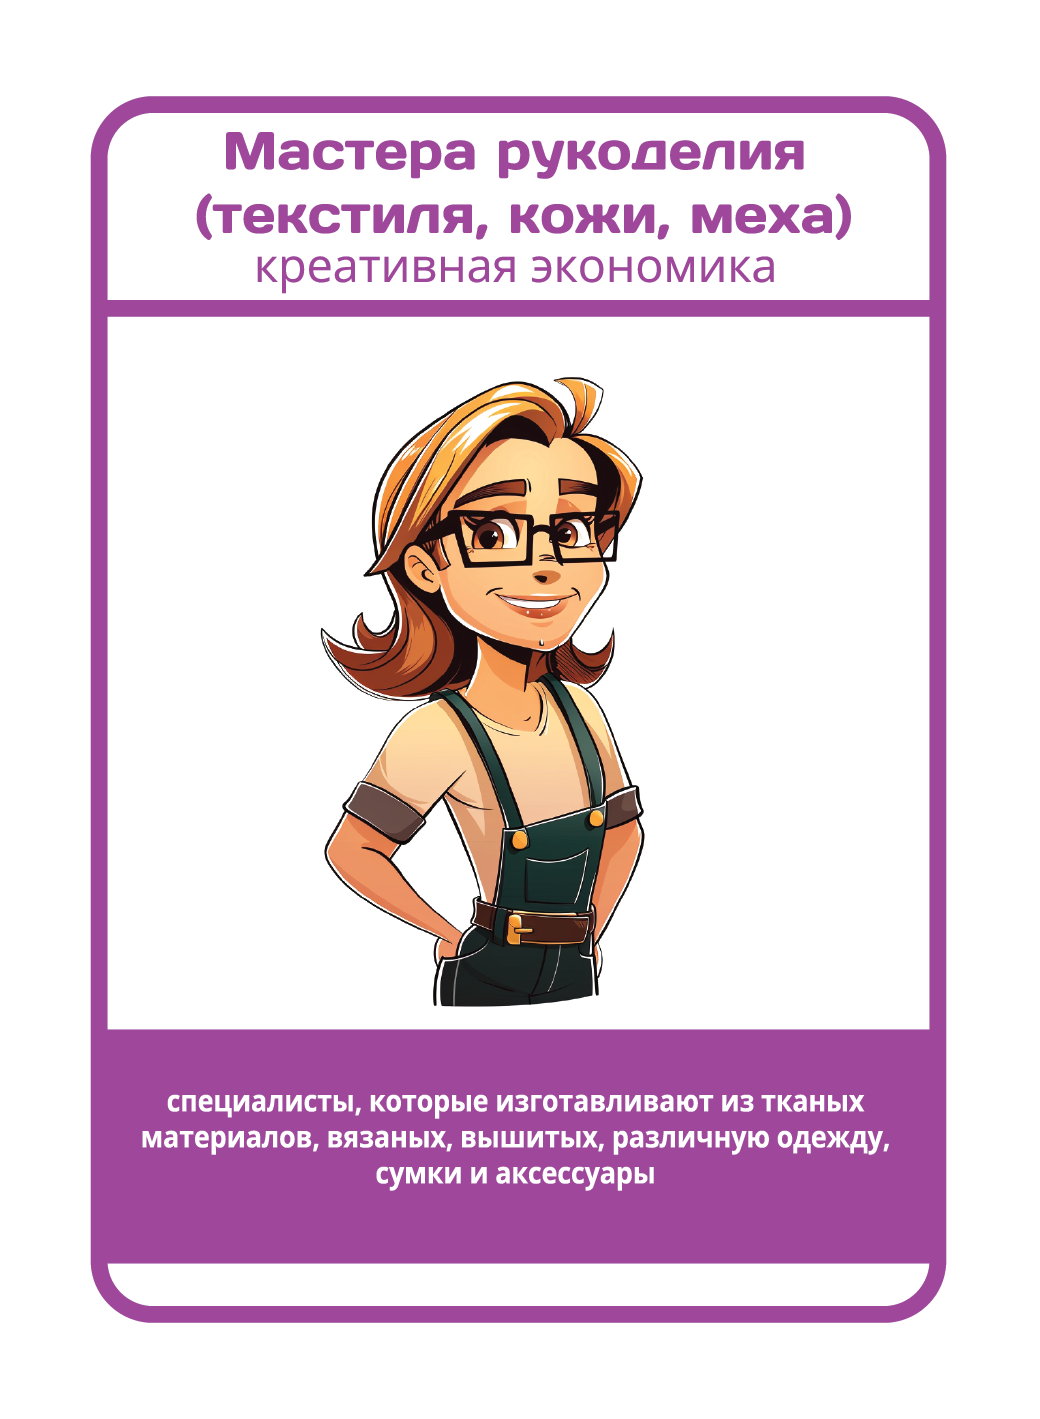 Мастера рукоделия
(текстиля, кожи, меха)
креативная экономика
специалисты, которые изготавливают из тканых
материалов, вязаных, вышитых, различную одежду,
сумки и аксессуары